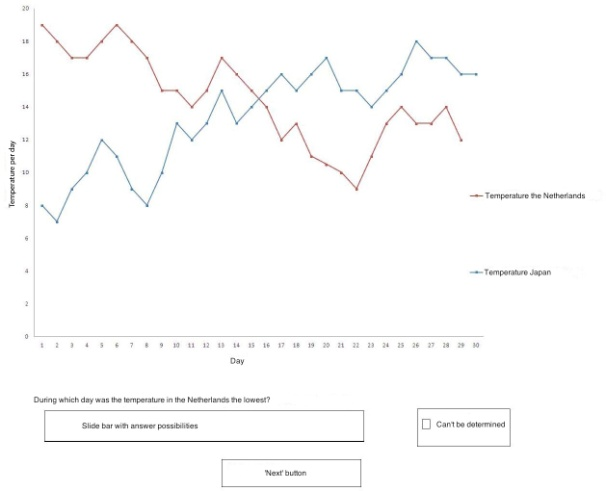 20
18
16
14
12
10
8
6
4
2
0
Temperature per day
1 2 3 4 5 6 7 8 9 10 11 12 13 14 15 16 17 18 19 20 21 22 23 24 25 26 27 28 29 30
Day
Temperature the Netherlands
Temperature Japan
During which day was the temperature in the Netherlands the lowest?
Slide bar with answer possibilities
Can't be determined
'Next' button